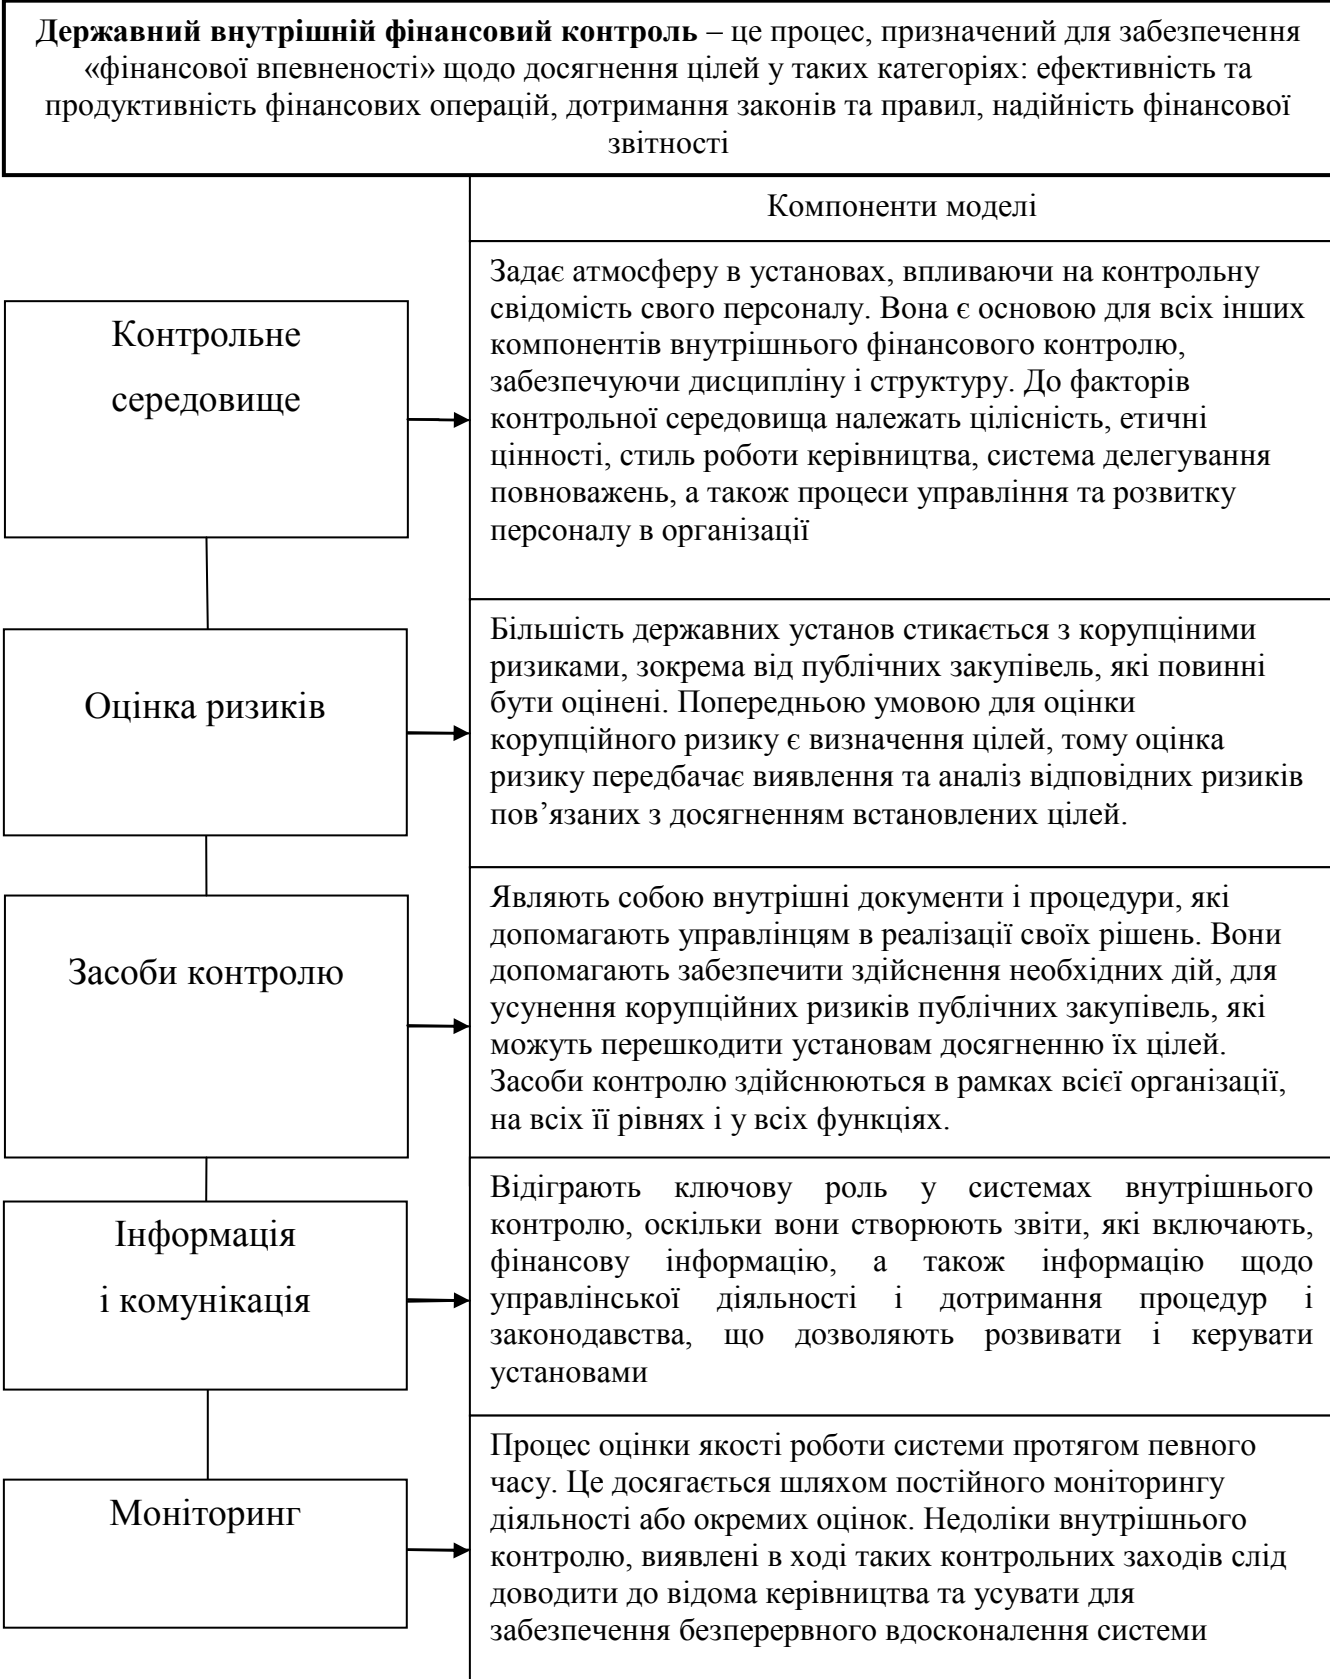 Державний внутрішній фінансовий контроль – це процес, призначений для забезпечення
«фінансової впевненості» щодо досягнення цілей у таких категоріях: ефективність та
продуктивність фінансових операцій, дотримання законів та правил, надійність фінансової
звітності
Компоненти моделі
Контрольне
середовище
Задає атмосферу в установах, впливаючи на контрольну
свідомість свого персоналу. Вона є основою для всіх інших
компонентів внутрішнього фінансового контролю,
забезпечуючи дисципліну і структуру. До факторів
контрольної середовища належать цілісність, етичні
цінності, стиль роботи керівництва, система делегування
повноважень, а також процеси управління та розвитку
персоналу в організації
Оцінка ризиків
Більшість державних установ стикається з корупціними
ризиками, зокрема від публічних закупівель, які повинні
бути оцінені. Попередньою умовою для оцінки
корупційного ризику є визначення цілей, тому оцінка
ризику передбачає виявлення та аналіз відповідних ризиків
пов’язаних з досягненням встановлених цілей.
Засоби контролю
Являють собою внутрішні документи і процедури, які
допомагають управлінцям в реалізації своїх рішень. Вони
допомагають забезпечити здійснення необхідних дій, для
усунення корупційних ризиків публічних закупівель, які
можуть перешкодити установам досягненню їх цілей.
Засоби контролю здійснюються в рамках всієї організації,
на всіх її рівнях і у всіх функціях.
Інформація
і комунікація
Відіграють ключову роль у системах внутрішнього
контролю, оскільки вони створюють звіти, які включають,
фінансову інформацію, а також інформацію щодо
управлінської діяльності і дотримання процедур і
законодавства, що дозволяють розвивати і керувати
установами
Моніторинг
Процес оцінки якості роботи системи протягом певного
часу. Це досягається шляхом постійного моніторингу
діяльності або окремих оцінок. Недоліки внутрішнього
контролю, виявлені в ході таких контрольних заходів слід
доводити до відома керівництва та усувати для
забезпечення безперервного вдосконалення системи